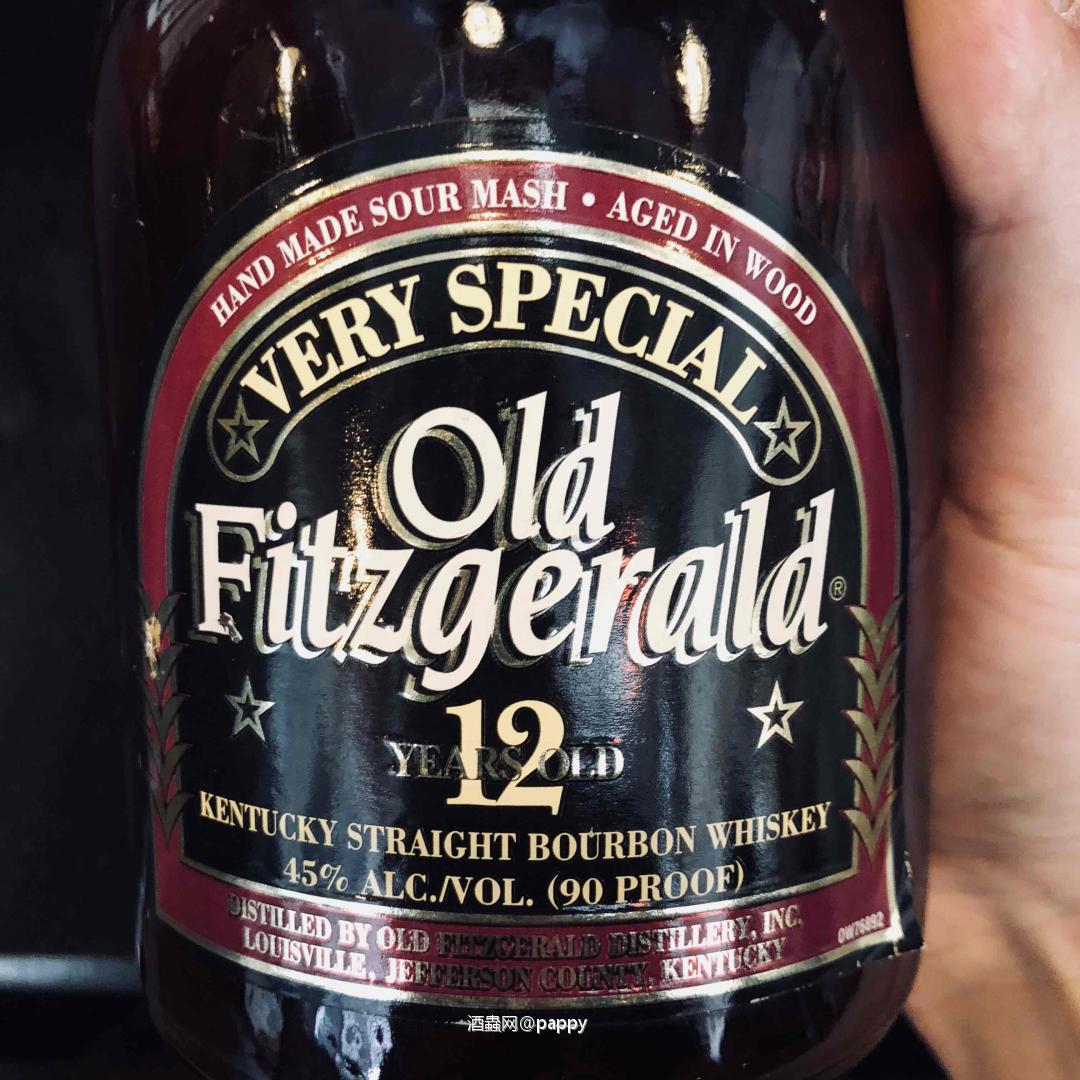 HAND MADE SOUR MASH • AGED IN WOOD
VERY SPECIAL
Old
Fitzgerald®
12
YEARS OLD
KENTUCKY STRAIGHT BOURBON WHISKEY
45% ALC./VOL. (90 PROOF)
DISTILLED BY OLD FITZGERALD DISTILLERY, INC.
LOUISVILLE, JEFFERSON COUNTY, KENTUCKY
OW76892
酒蟲网@pappy